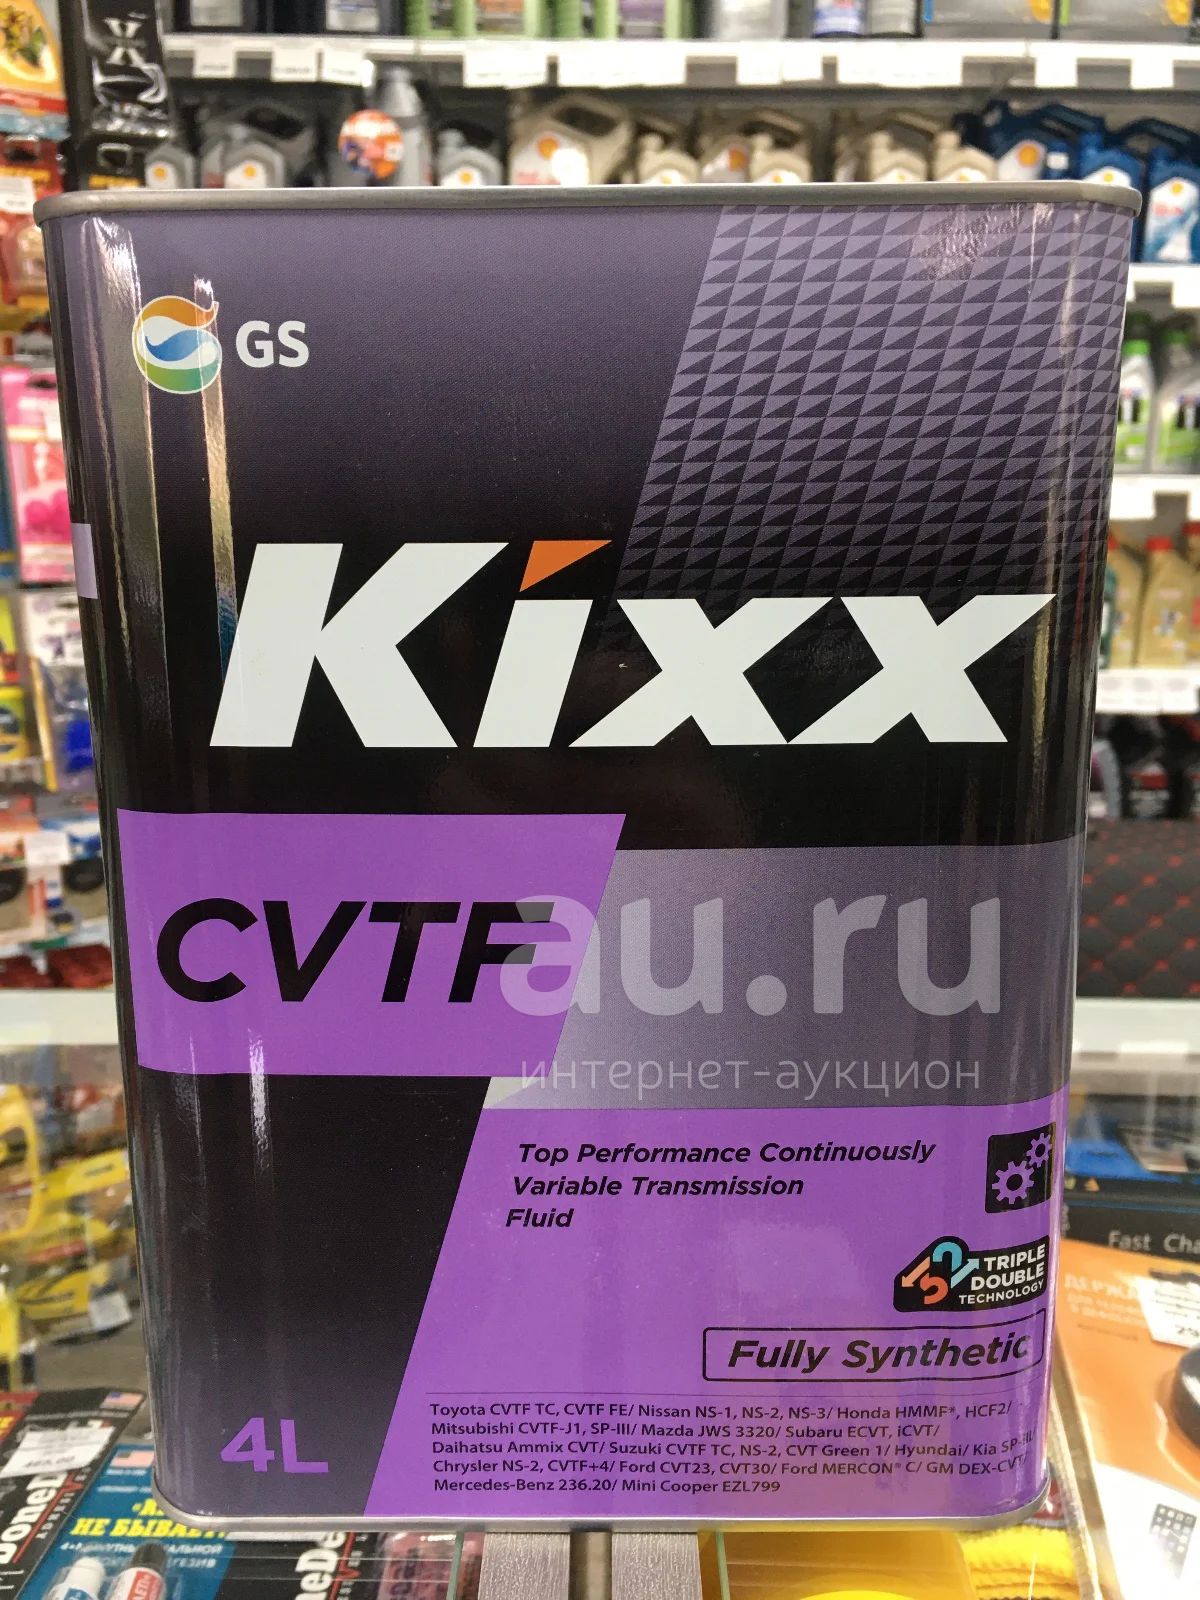 GS
Kixx
CVTF
au.ru
интернет-аукцион
Top Performance Continuously
Variable Transmission
Fluid
TRIPLE
DOUBLE
TECHNOLOGY
Fully Synthetic
4L
Toyota CVTF TC, CVTF FE/ Nissan NS-1, NS-2, NS-3/ Honda HMMF*, HCF2/
Mitsubishi CVTF-J1, SP-III/ Mazda JWS 3320/ Subaru ECVT, iCVT/
Daihatsu Ammix CVT/ Suzuki CVTF TC, NS-2, CVT Green 1/ Hyundai/ Kia SP-III/
Chrysler NS-2, CVTF+4/ Ford CVT23, CVT30/ Ford MERCON® C/ GM DEX-CVT/
Mercedes-Benz 236.20/ Mini Cooper EZL799
Fast
НЕ БЫВАЕТ